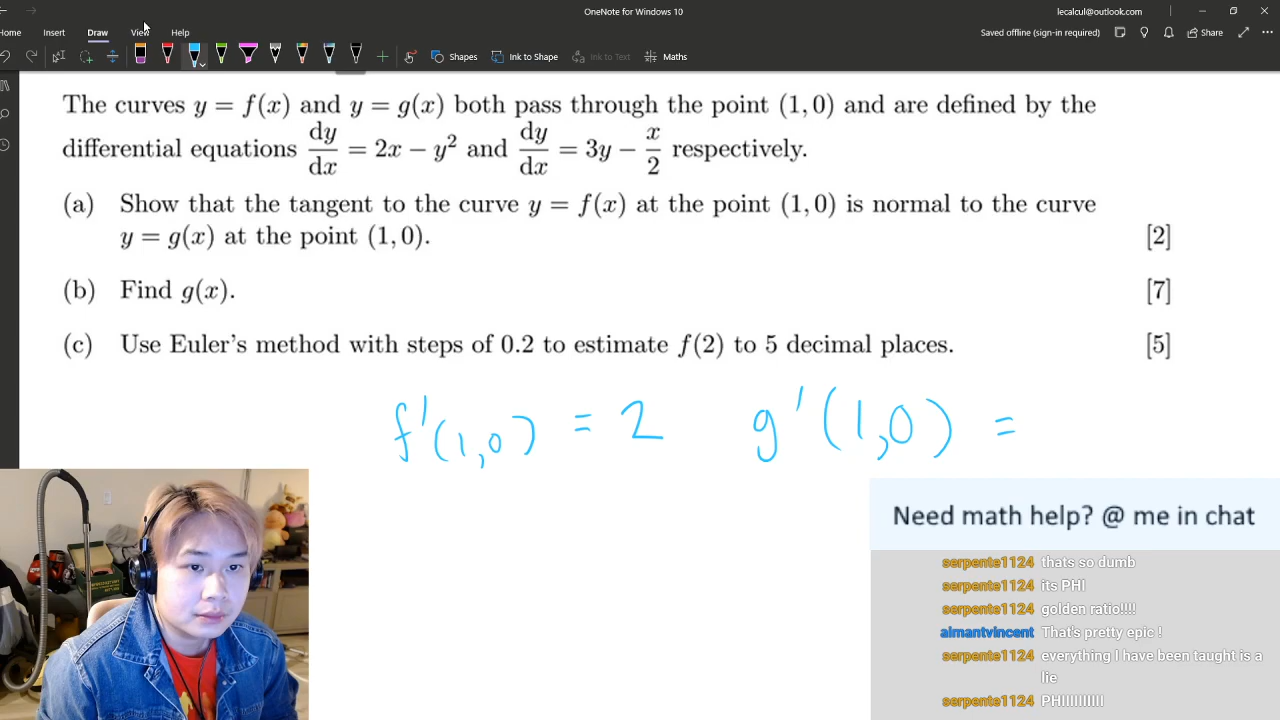 OneNote for Windows 10
lecalcul@outlook.com
Home Insert Draw View Help
Saved offline (sign-in required)
Share
Shapes Ink to Shape Ink to Text Maths
The curves y = f(x) and y = g(x) both pass through the point (1, 0) and are defined by the
differential equations dy/dx = 2x − y² and dy/dx = 3y − x/2 respectively.
(a) Show that the tangent to the curve y = f(x) at the point (1, 0) is normal to the curve
y = g(x) at the point (1, 0). [2]
(b) Find g(x). [7]
(c) Use Euler's method with steps of 0.2 to estimate f(2) to 5 decimal places. [5]
f'(1,0) = 2 g'(1,0) =
Need math help? @ me in chat
serpente1124 thats so dumb
serpente1124 its PHI
serpente1124 golden ratio!!!!
aimantvincent That's pretty epic !
serpente1124 everything I have been taught is a
lie
serpente1124 PHIIIIIIIIII